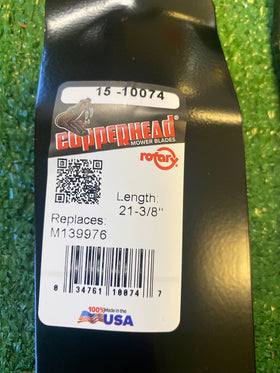 15 -10074
COPPERHEAD®
MOWER BLADES
rotary®
Length:
21-3/8"
Replaces:
M139976
0 34761 10074 7
100% Made in the
USA